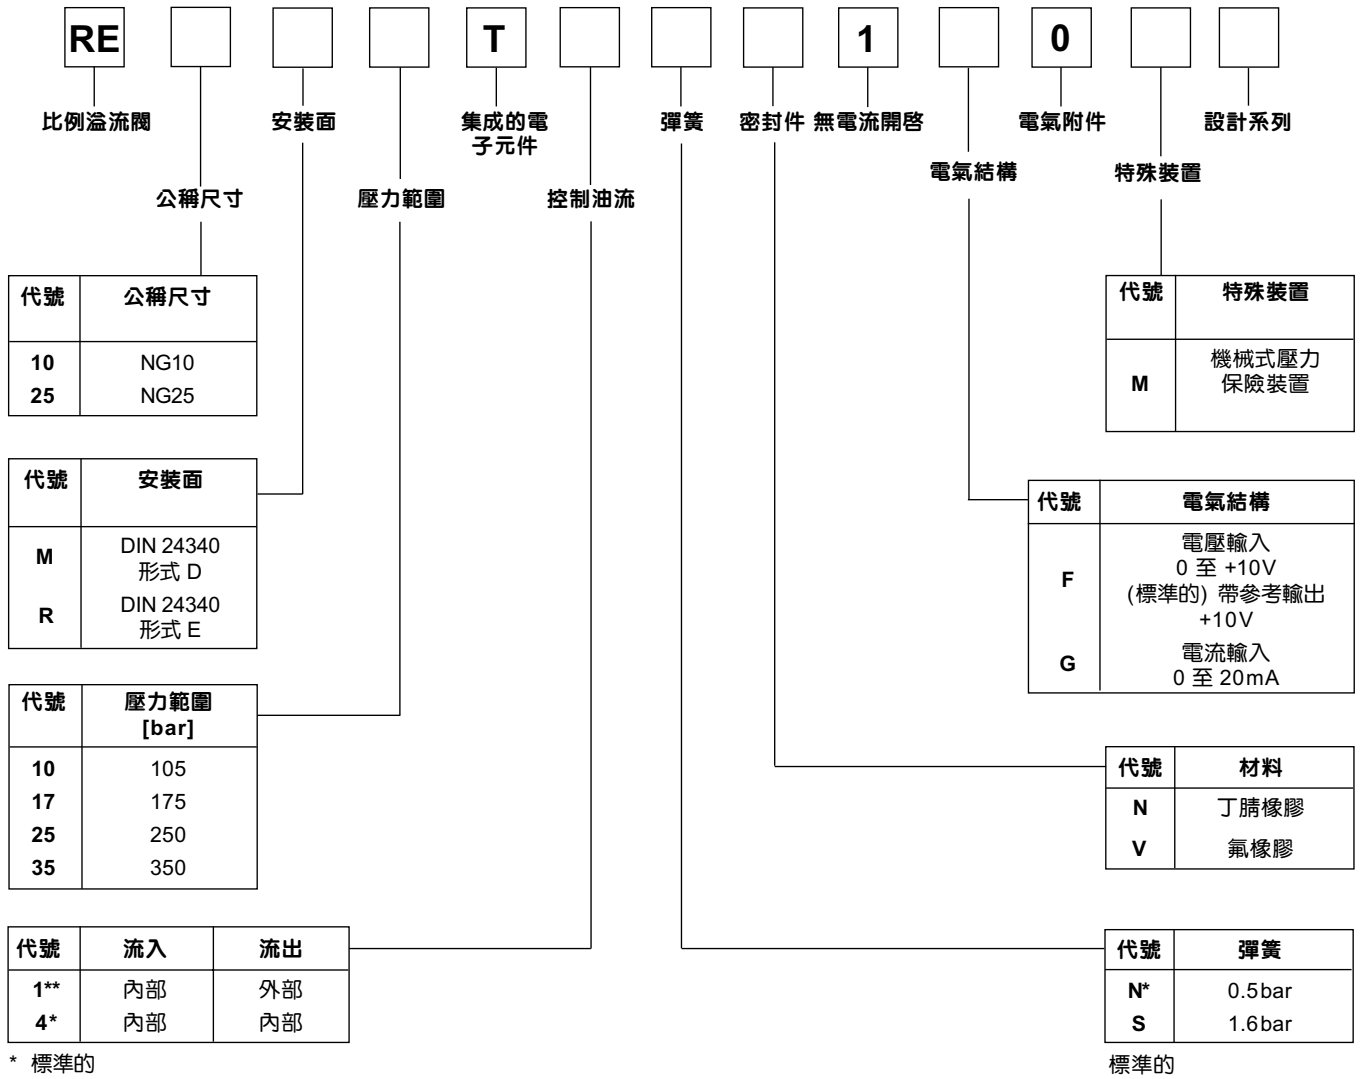 RE T 1 0
比例溢流閥 安裝面 集成的電 彈簧 密封件 無電流開啓 電氣附件 設計系列
子元件
公稱尺寸 壓力範圍 控制油流 電氣結構 特殊裝置
代號 公稱尺寸
10 NG10
25 NG25
代號 特殊裝置
M 機械式壓力
保險裝置
代號 安裝面
M DIN 24340
形式 D
R DIN 24340
形式 E
代號 電氣結構
F 電壓輸入
0 至 +10V
(標準的) 帶參考輸出
+10V
G 電流輸入
0 至 20mA
代號 壓力範圍
[bar]
10 105
17 175
25 250
35 350
代號 材料
N 丁腈橡膠
V 氟橡膠
代號 流入 流出
1** 內部 外部
4* 內部 內部
* 標準的
代號 彈簧
N* 0.5bar
S 1.6bar
標準的